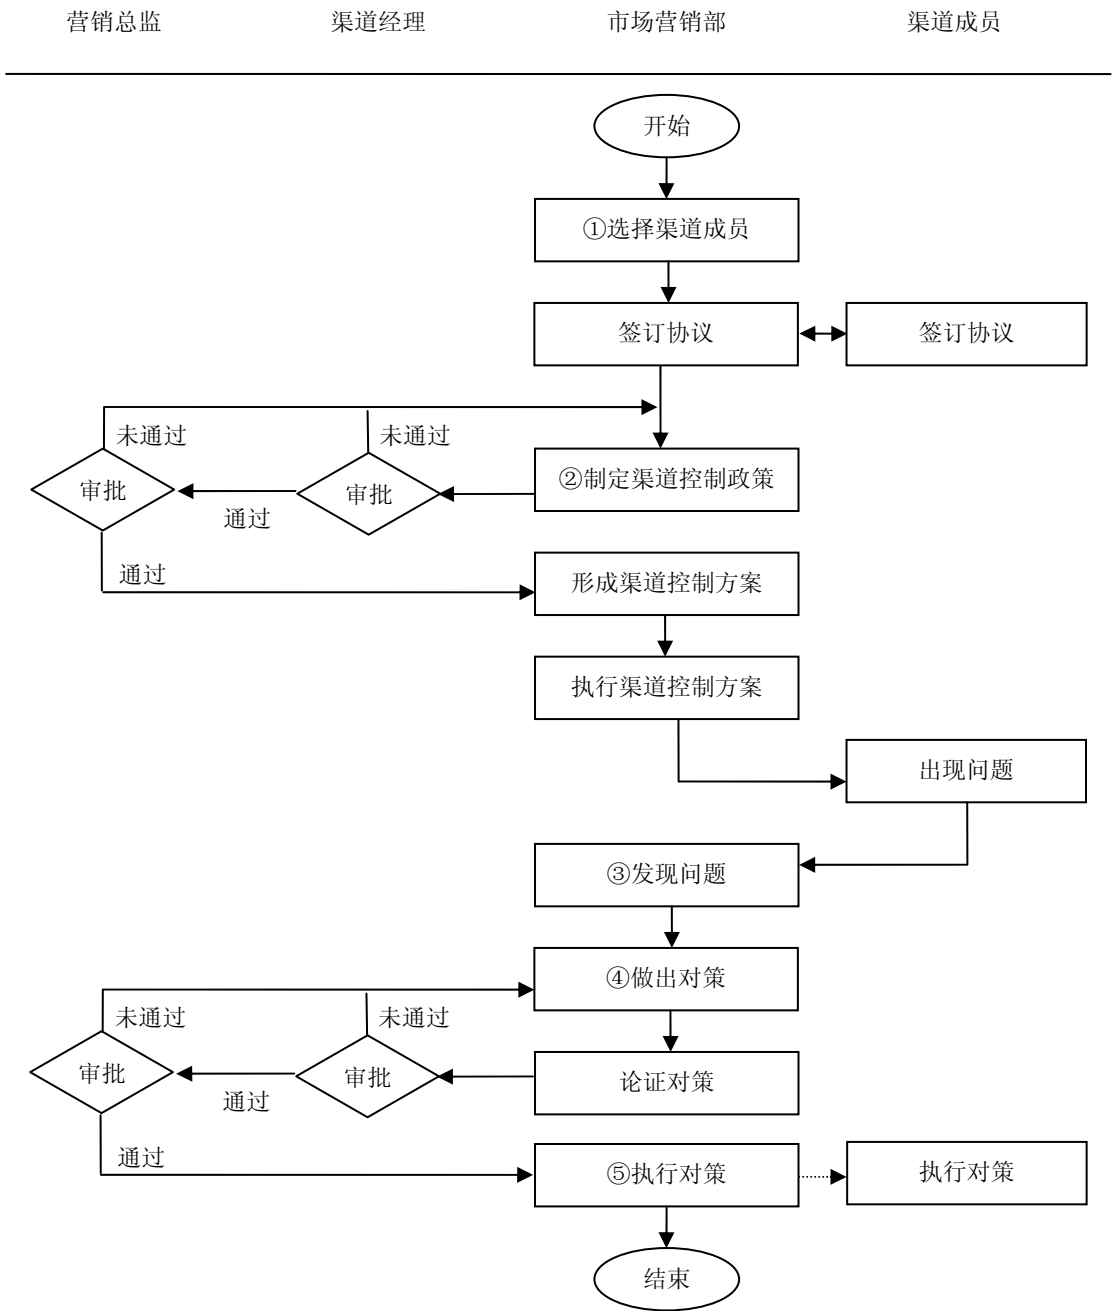 营销总监
渠道经理
市场营销部
渠道成员
开始
①选择渠道成员
签订协议
签订协议
未通过
未通过
审批
审批
②制定渠道控制政策
通过
通过
形成渠道控制方案
执行渠道控制方案
出现问题
③发现问题
④做出对策
未通过
未通过
审批
审批
论证对策
通过
通过
⑤执行对策
执行对策
结束